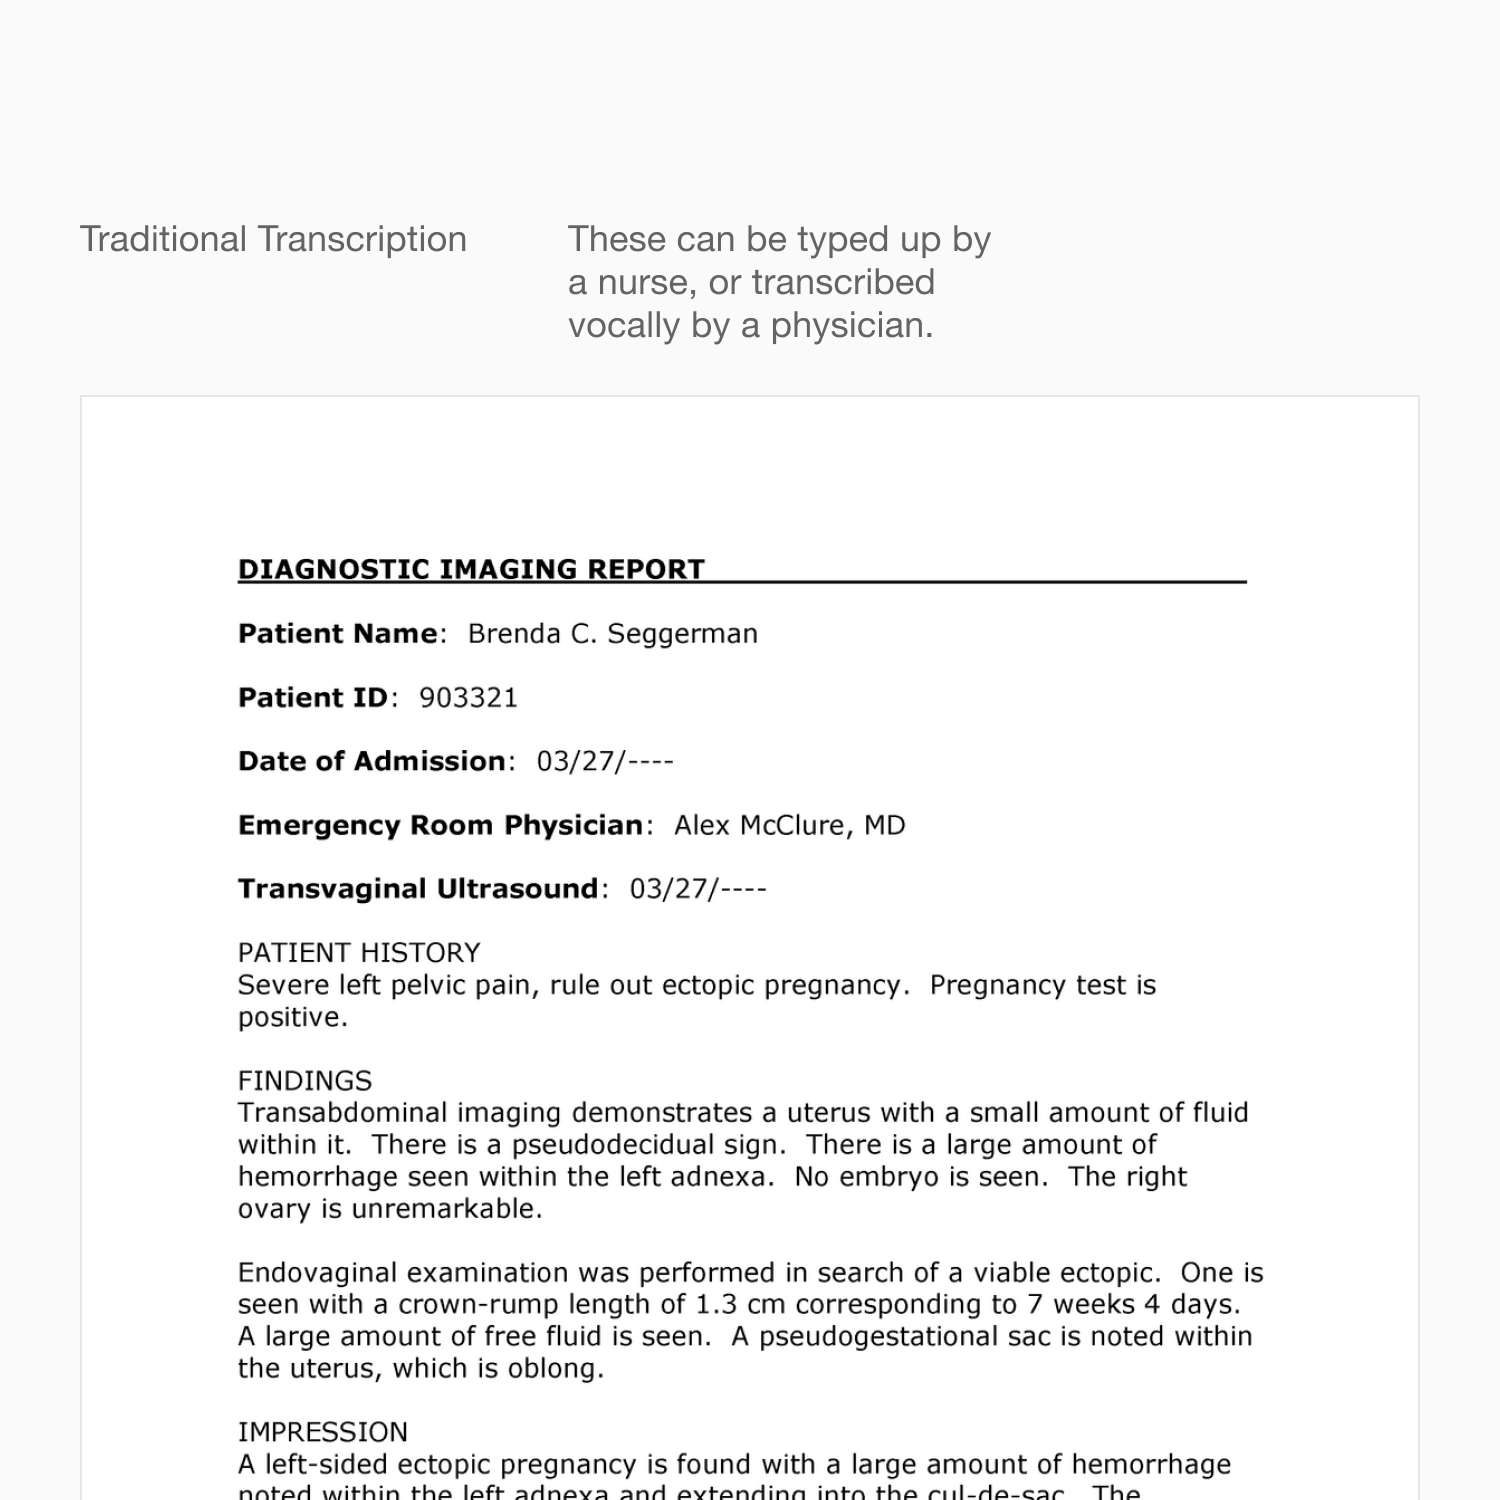 Traditional Transcription
These can be typed up by
a nurse, or transcribed
vocally by a physician.
DIAGNOSTIC IMAGING REPORT
Patient Name:  Brenda C. Seggerman
Patient ID:  903321
Date of Admission:  03/27/----
Emergency Room Physician:  Alex McClure, MD
Transvaginal Ultrasound:  03/27/----
PATIENT HISTORY
Severe left pelvic pain, rule out ectopic pregnancy.  Pregnancy test is
positive.
FINDINGS
Transabdominal imaging demonstrates a uterus with a small amount of fluid
within it.  There is a pseudodecidual sign.  There is a large amount of
hemorrhage seen within the left adnexa.  No embryo is seen.  The right
ovary is unremarkable.
Endovaginal examination was performed in search of a viable ectopic.  One is
seen with a crown-rump length of 1.3 cm corresponding to 7 weeks 4 days.
A large amount of free fluid is seen.  A pseudogestational sac is noted within
the uterus, which is oblong.
IMPRESSION
A left-sided ectopic pregnancy is found with a large amount of hemorrhage
noted within the left adnexa and extending into the cul-de-sac.  The